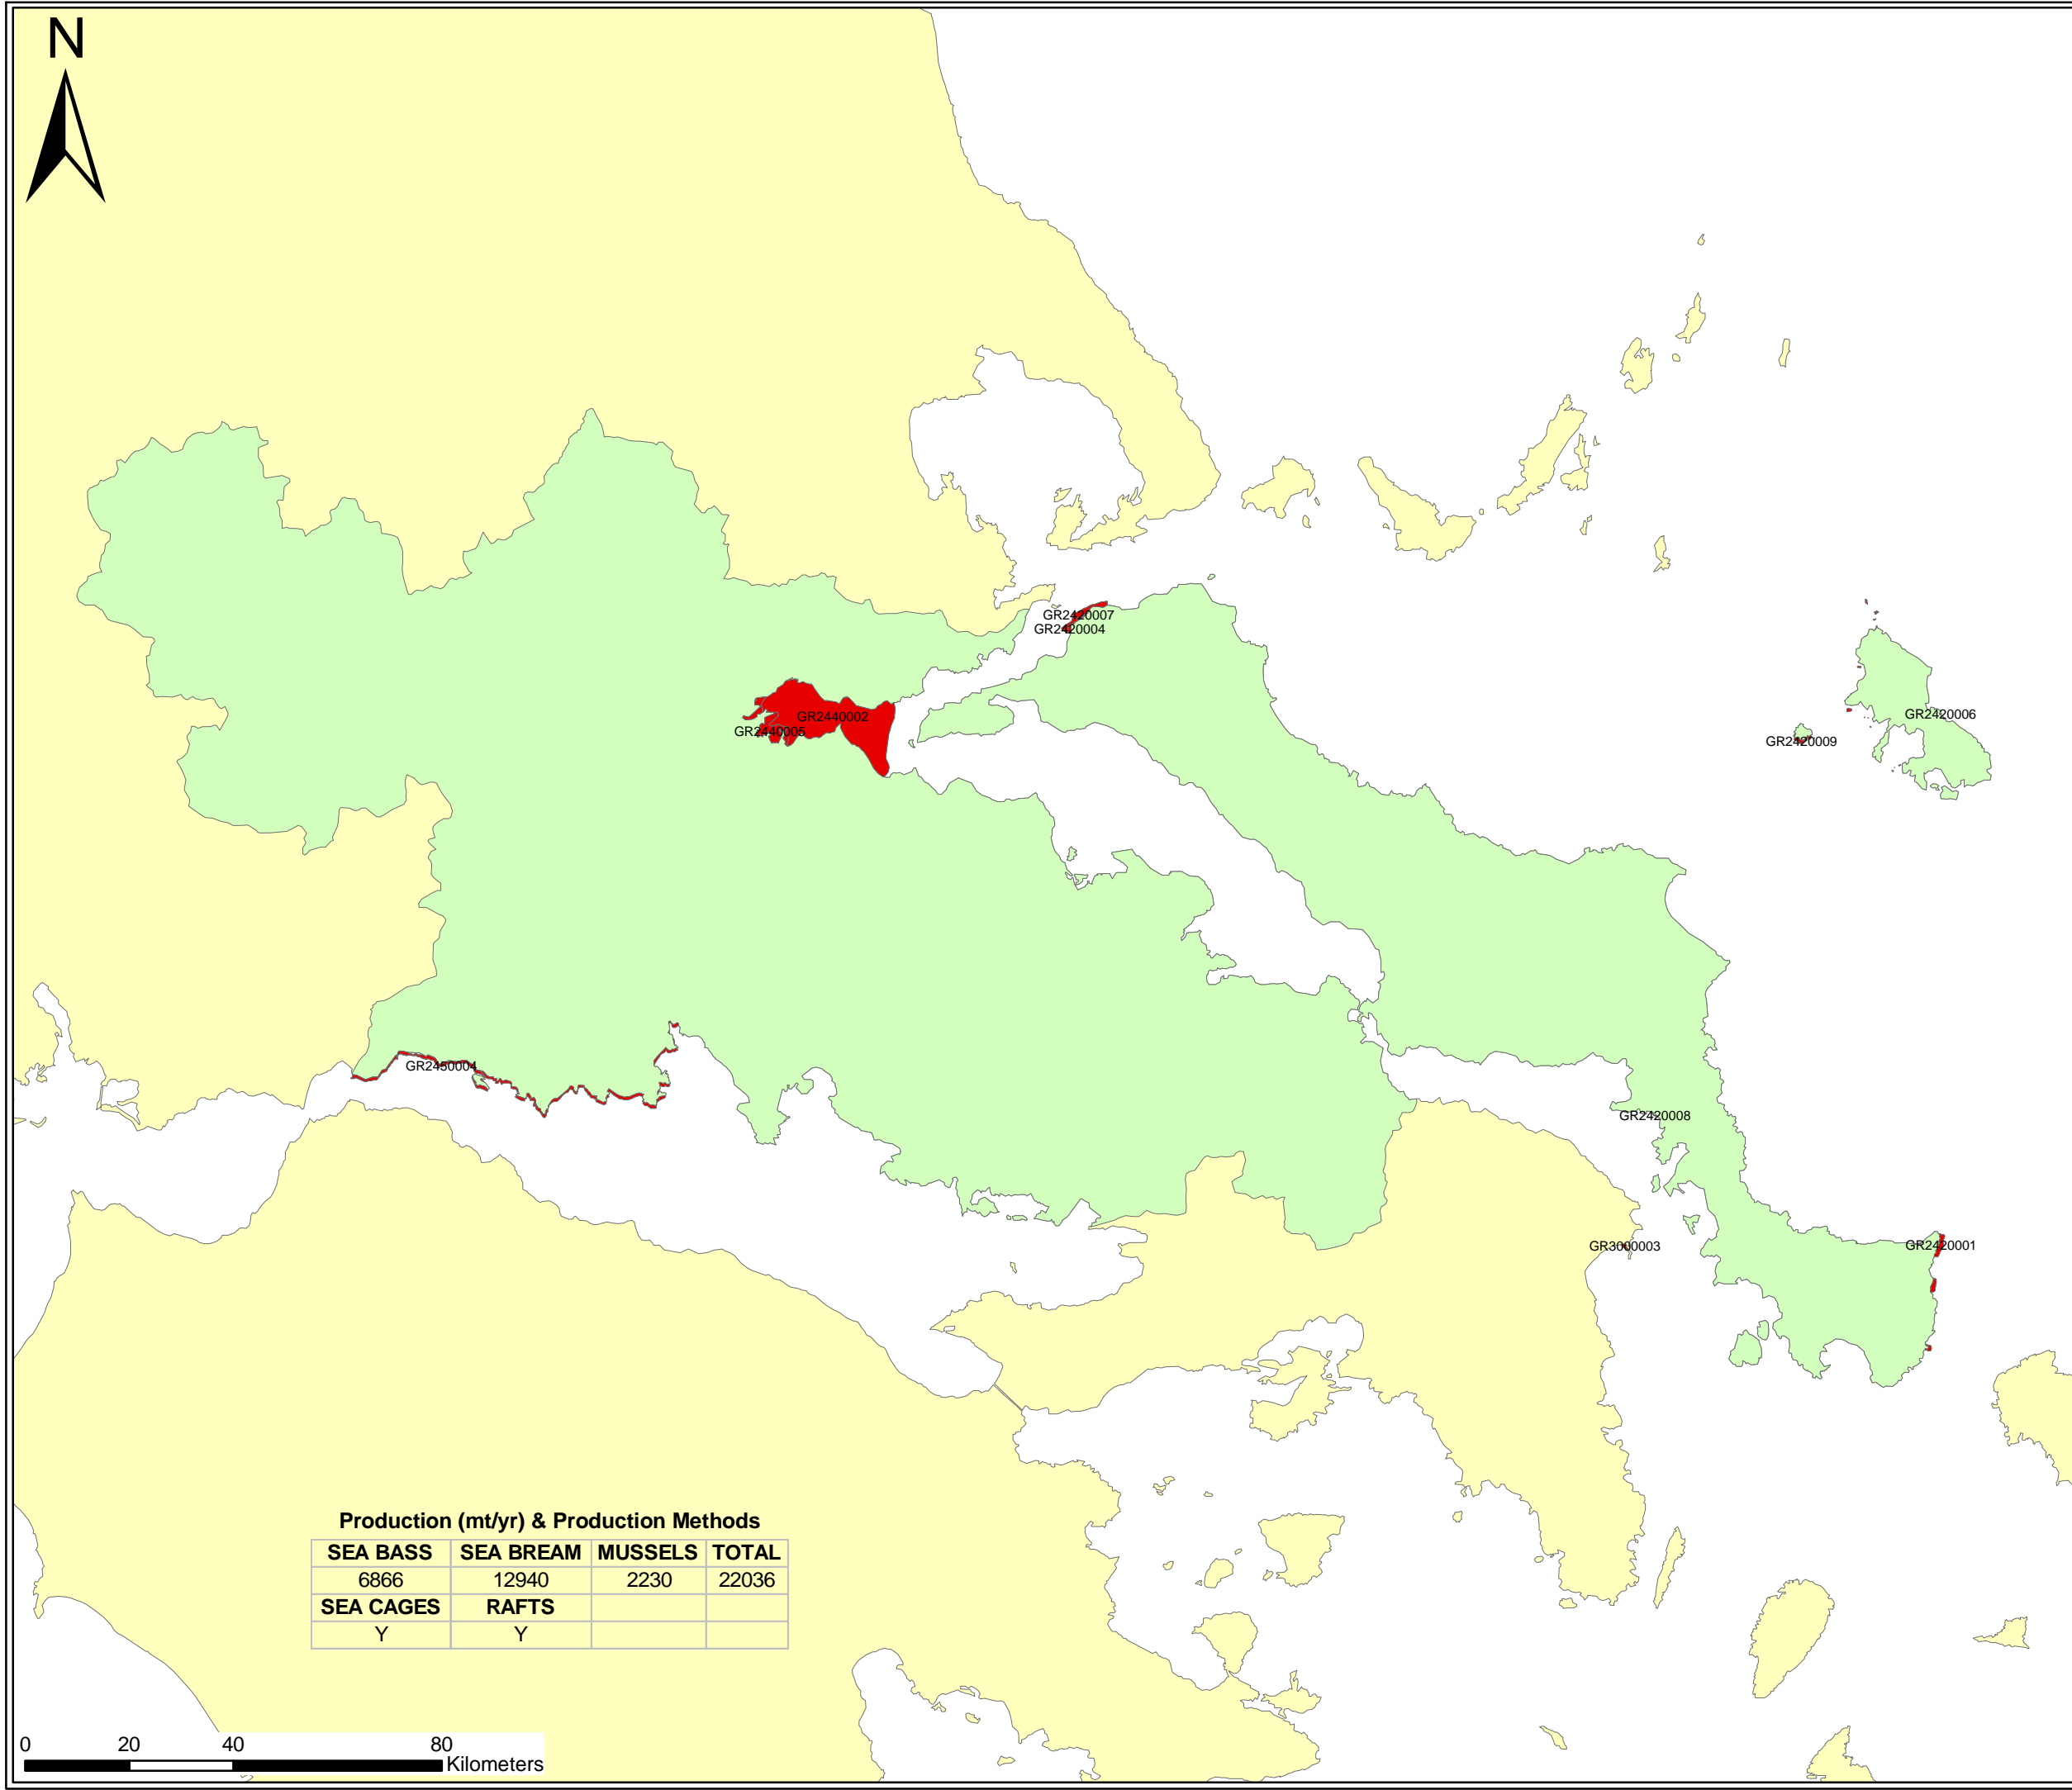 N
GR2420007
GR2420004
GR2440002
GR2440005
GR2420006
GR2420009
GR2450004
GR2420008
GR3000003
GR2420001
Production (mt/yr) & Production Methods
SEA BASS SEA BREAM MUSSELS TOTAL
6866 12940 2230 22036
SEA CAGES RAFTS
Y Y
0 20 40 80
Kilometers